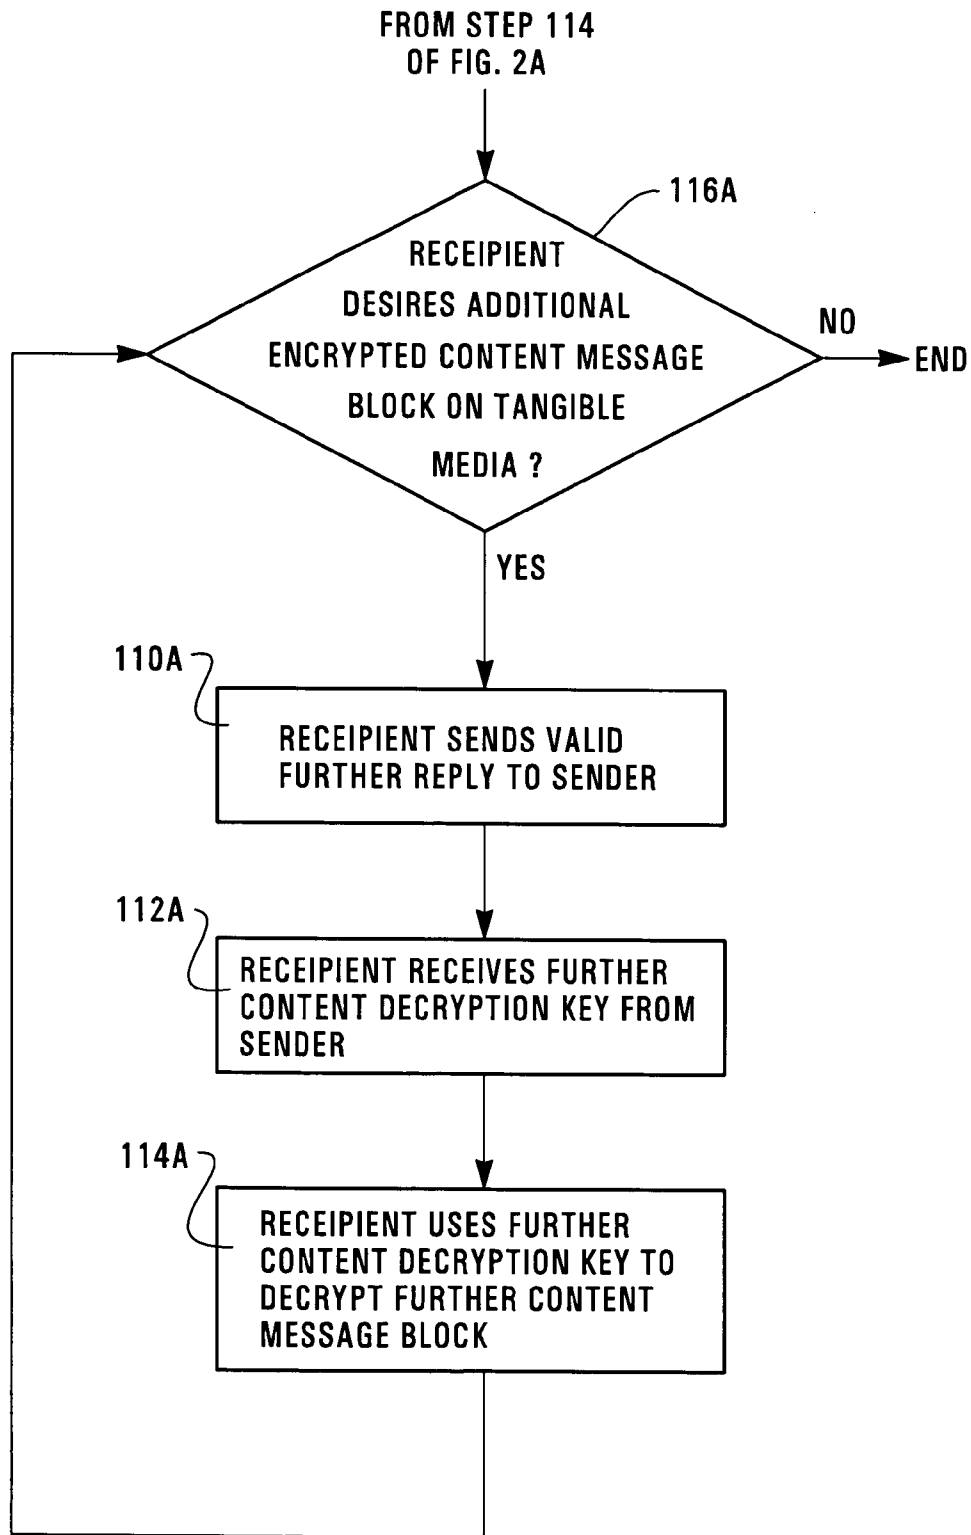 FROM STEP 114
OF FIG. 2A
116A
RECEIPIENT
DESIRES ADDITIONAL
ENCRYPTED CONTENT MESSAGE
BLOCK ON TANGIBLE
MEDIA ?
NO
END
YES
110A
RECEIPIENT SENDS VALID
FURTHER REPLY TO SENDER
112A
RECEIPIENT RECEIVES FURTHER
CONTENT DECRYPTION KEY FROM
SENDER
114A
RECEIPIENT USES FURTHER
CONTENT DECRYPTION KEY TO
DECRYPT FURTHER CONTENT
MESSAGE BLOCK